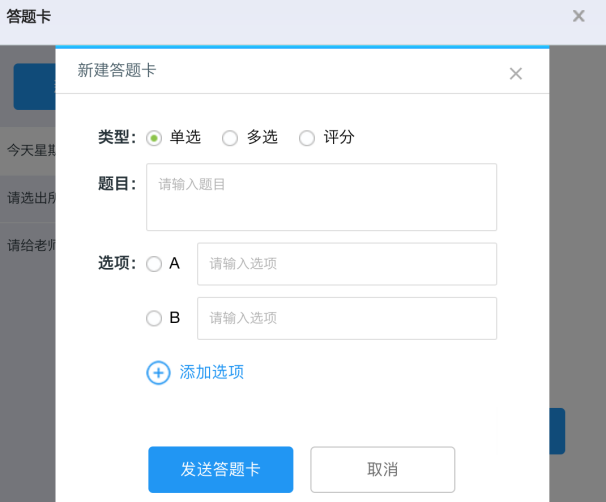 答题卡
新建答题卡
类型： 单选 多选 评分
今天星期
题目： 请输入题目
请选出所
请给老师
选项： A 请输入选项
B 请输入选项
添加选项
发送答题卡 取消